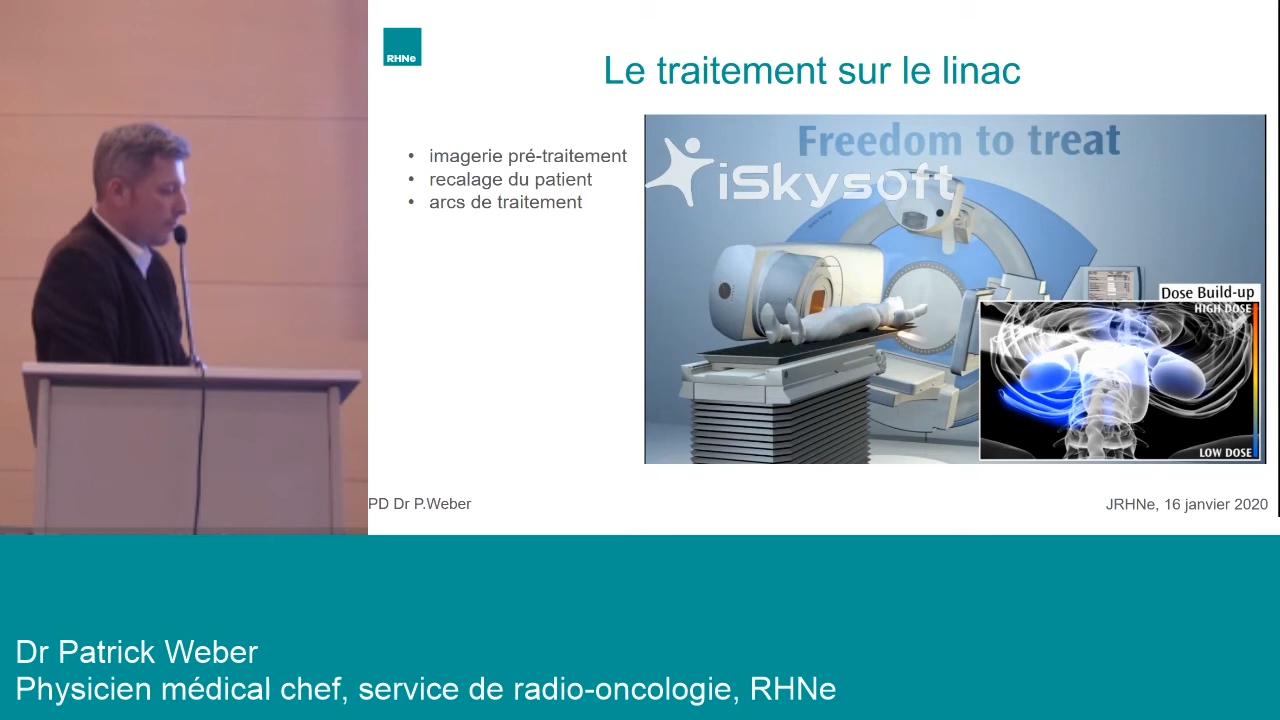 RHNe
Le traitement sur le linac
• imagerie pré-traitement
• recalage du patient
• arcs de traitement
Freedom to treat
iSkysoft
Dose Build-up
HIGH DOSE
LOW DOSE
PD Dr P.Weber
JRHNe, 16 janvier 2020
Dr Patrick Weber
Physicien médical chef, service de radio-oncologie, RHNe